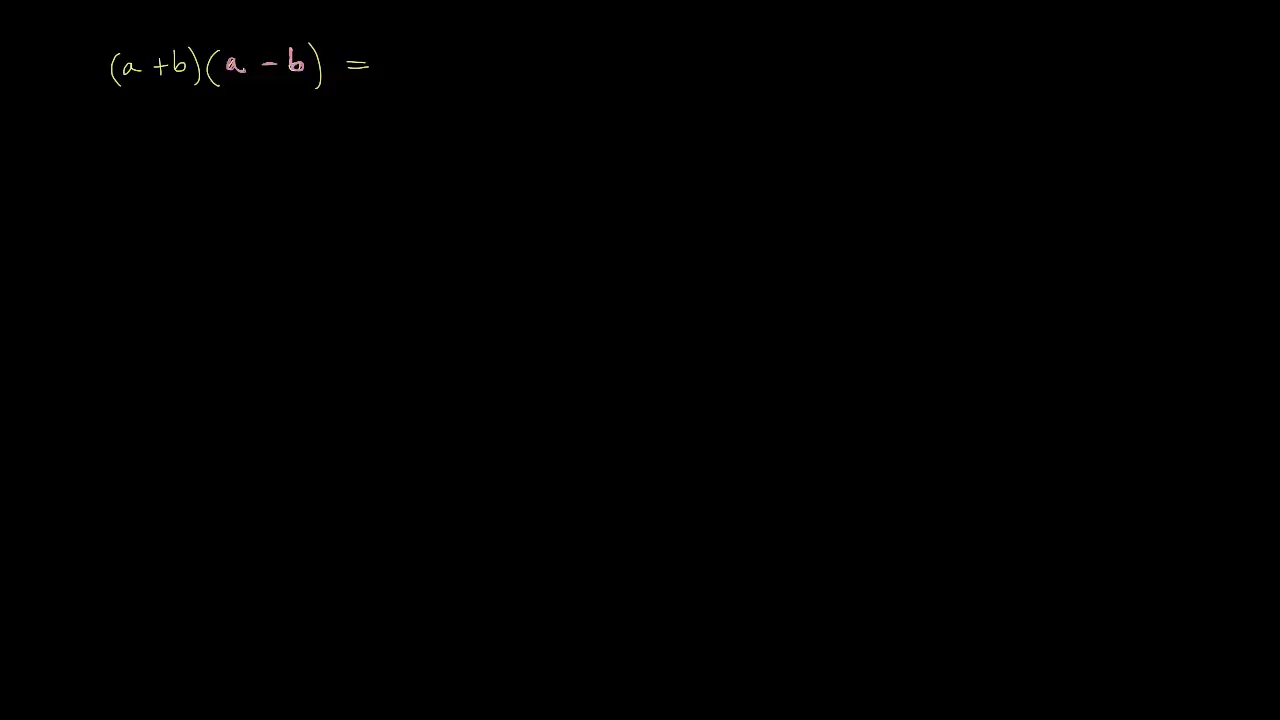 (a + b)(a - b) =